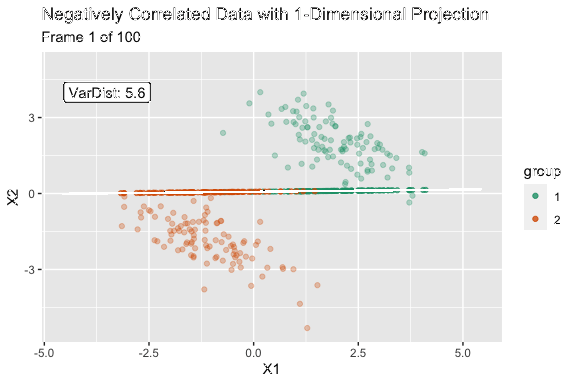 Negatively Correlated Data with 1-Dimensional Projection
Frame 1 of 100
VarDist: 5.6
3
0
-3
X2
-5.0
-2.5
0.0
2.5
5.0
X1
group
1
2